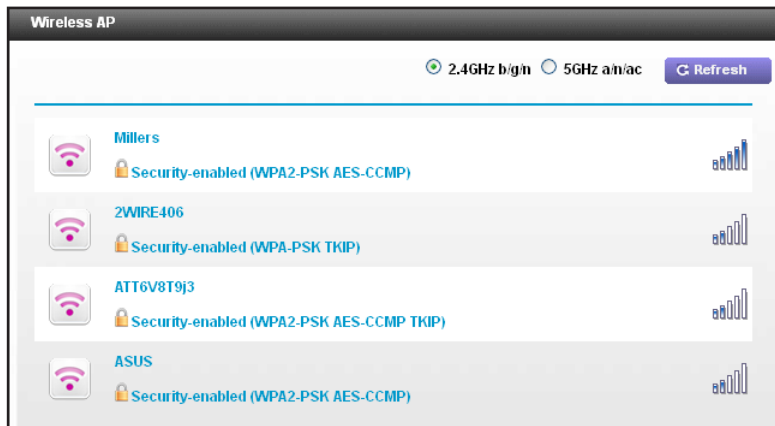 Wireless AP
2.4GHz b/g/n 5GHz a/n/ac Refresh
Millers
Security-enabled (WPA2-PSK AES-CCMP)
2WIRE406
Security-enabled (WPA-PSK TKIP)
ATT6V8T9j3
Security-enabled (WPA2-PSK AES-CCMP TKIP)
ASUS
Security-enabled (WPA2-PSK AES-CCMP)